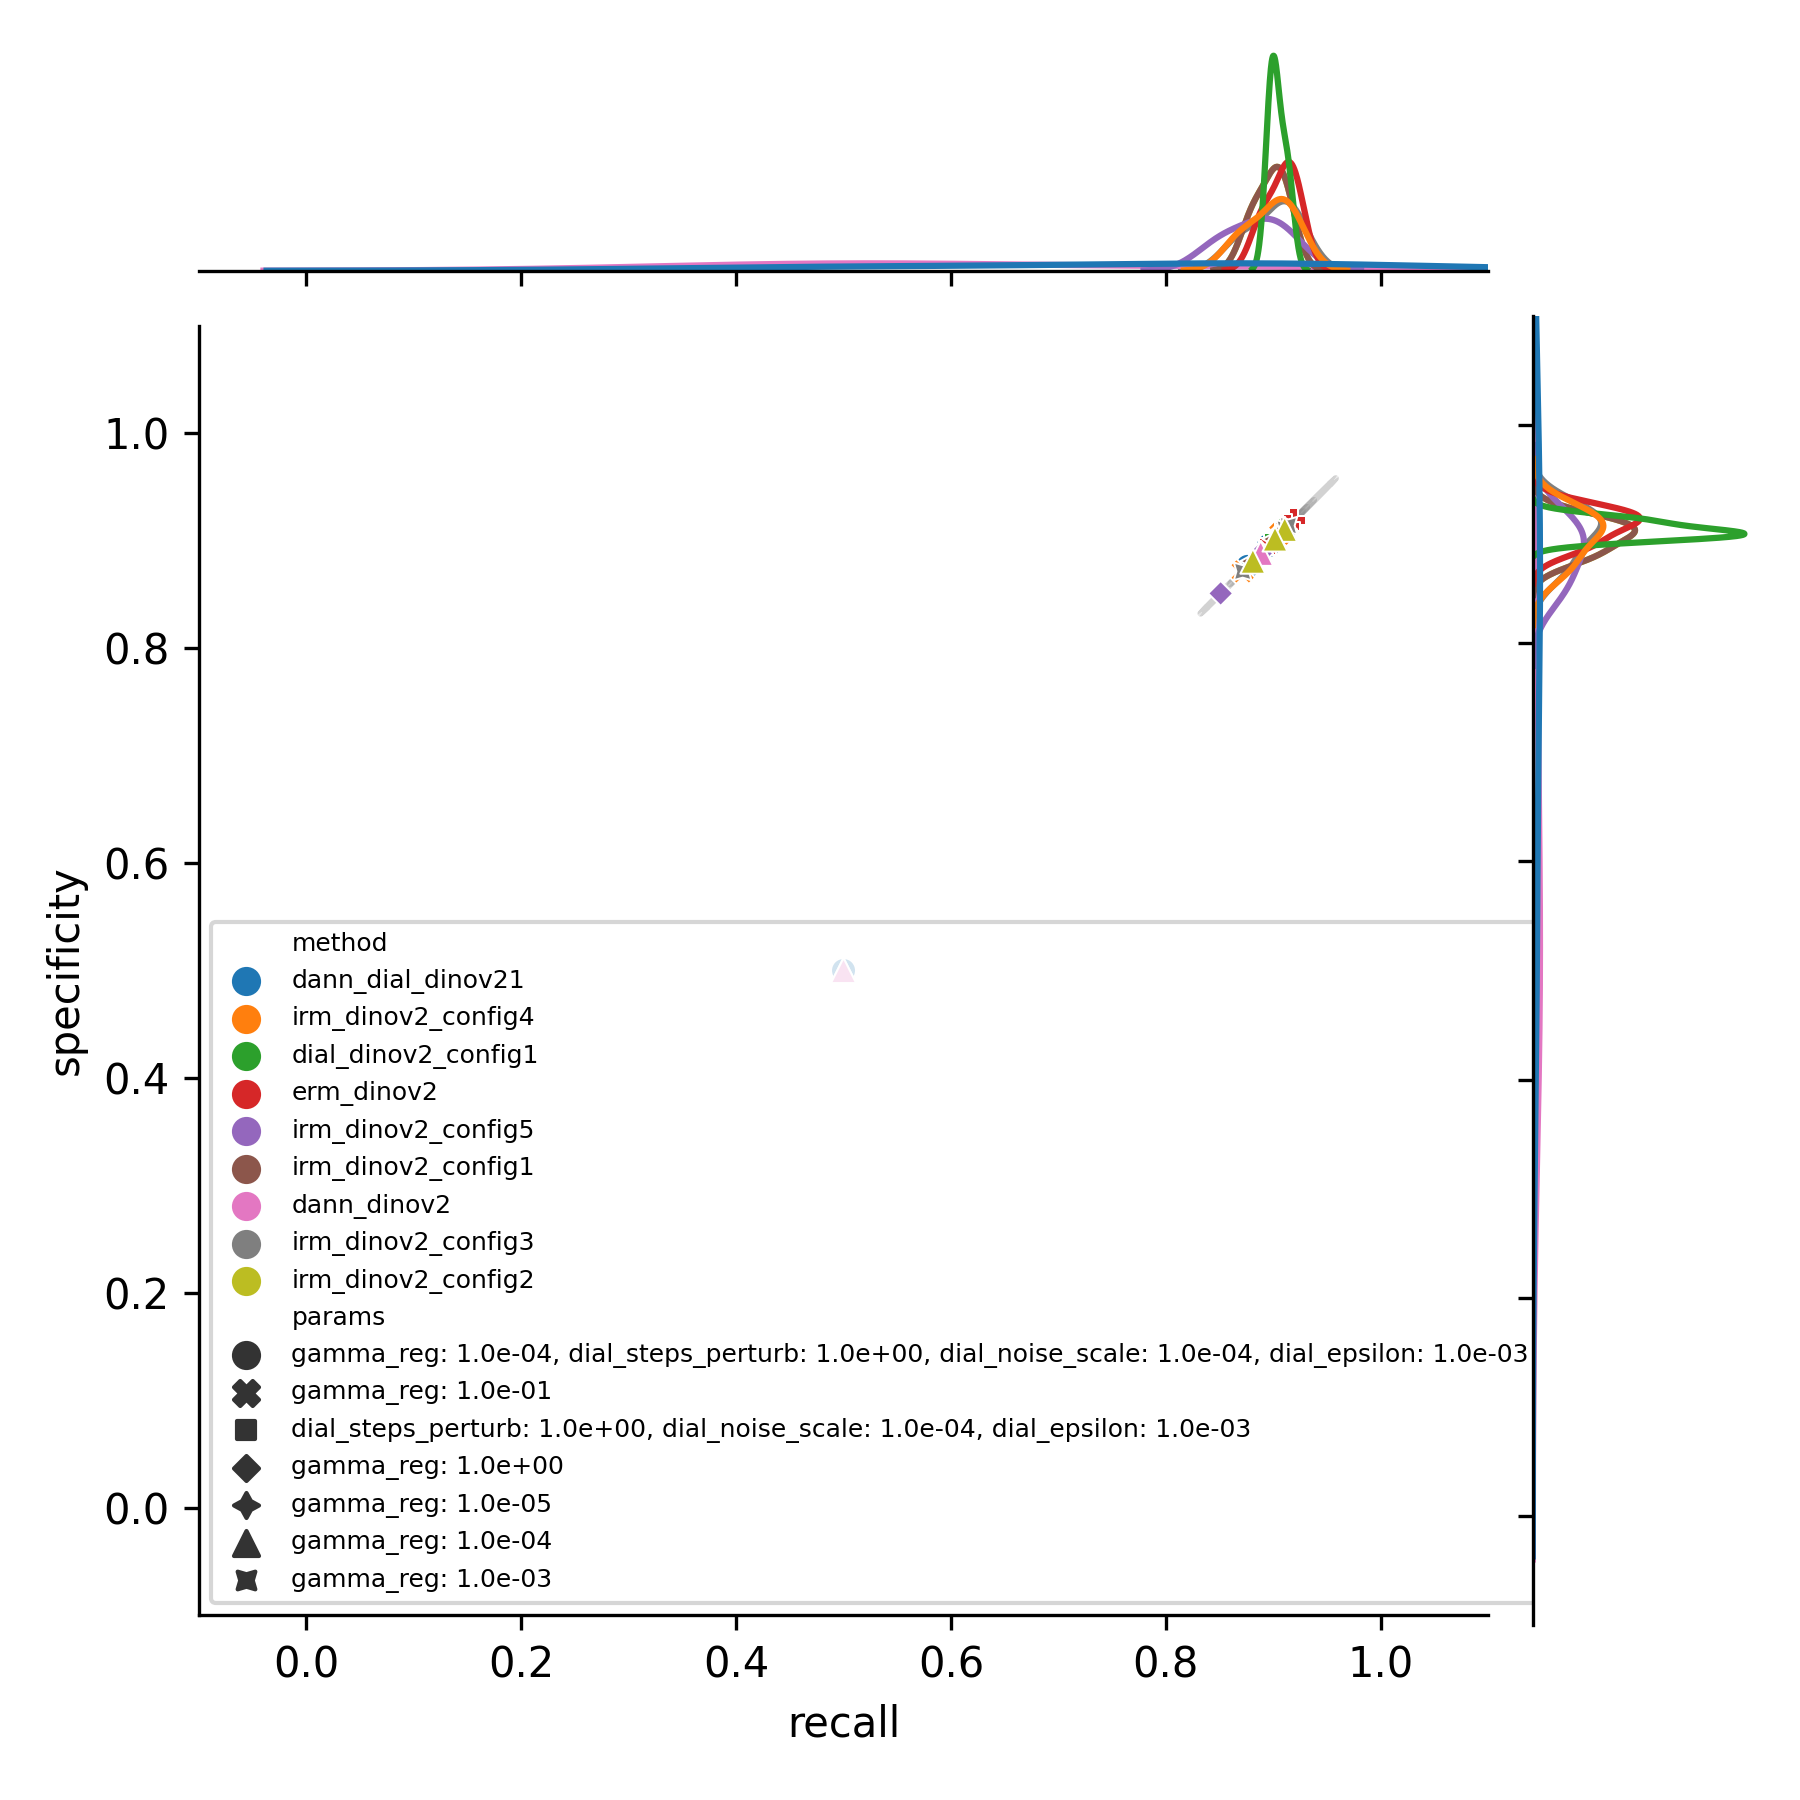 1.0
0.8
0.6
0.4
0.2
0.0
specificity
method
dann_dial_dinov21
irm_dinov2_config4
dial_dinov2_config1
erm_dinov2
irm_dinov2_config5
irm_dinov2_config1
dann_dinov2
irm_dinov2_config3
irm_dinov2_config2
params
gamma_reg: 1.0e-04, dial_steps_perturb: 1.0e+00, dial_noise_scale: 1.0e-04, dial_epsilon: 1.0e-03
gamma_reg: 1.0e-01
dial_steps_perturb: 1.0e+00, dial_noise_scale: 1.0e-04, dial_epsilon: 1.0e-03
gamma_reg: 1.0e+00
gamma_reg: 1.0e-05
gamma_reg: 1.0e-04
gamma_reg: 1.0e-03
0.0 0.2 0.4 0.6 0.8 1.0
recall